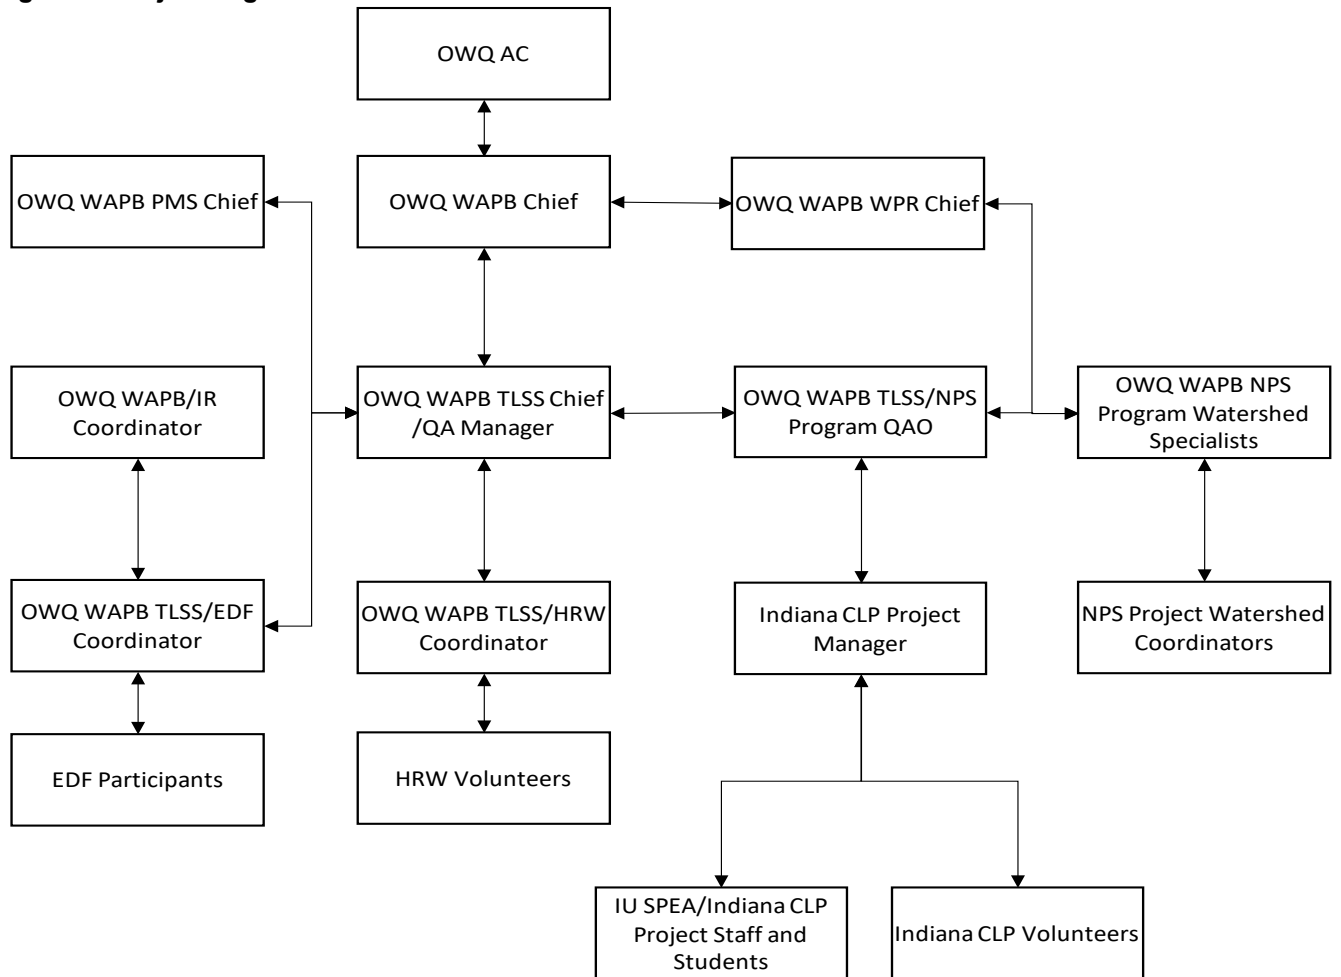 OWQ AC
OWQ WAPB PMS Chief
OWQ WAPB Chief
OWQ WAPB WPR Chief
OWQ WAPB/IR
Coordinator
OWQ WAPB TLSS Chief
/QA Manager
OWQ WAPB TLSS/NPS
Program QAO
OWQ WAPB NPS
Program Watershed
Specialists
OWQ WAPB TLSS/EDF
Coordinator
OWQ WAPB TLSS/HRW
Coordinator
Indiana CLP Project
Manager
NPS Project Watershed
Coordinators
EDF Participants
HRW Volunteers
IU SPEA/Indiana CLP
Project Staff and
Students
Indiana CLP Volunteers